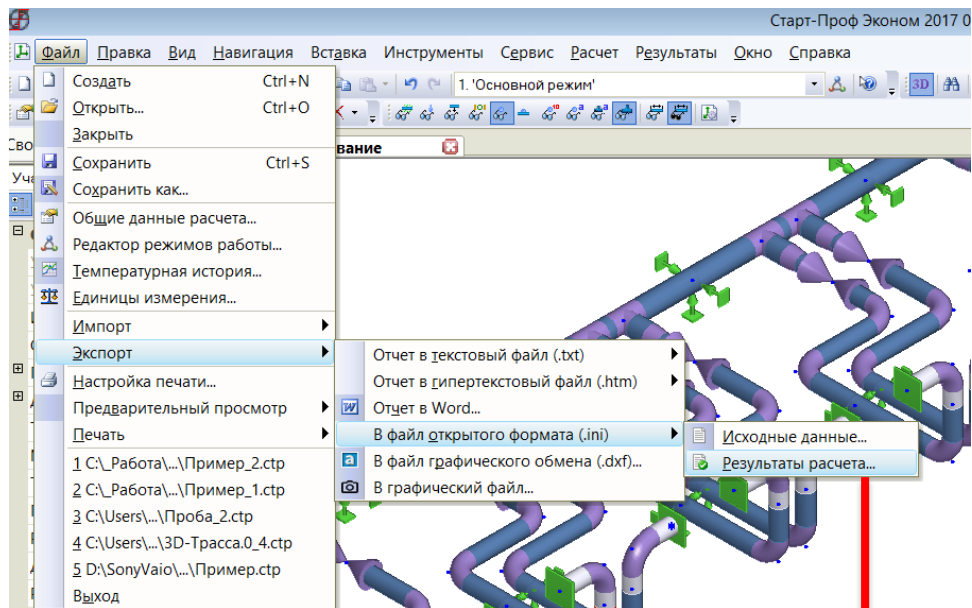 Старт-Проф Эконом 2017 0
Файл Правка Вид Навигация Вставка Инструменты Сервис Расчет Результаты Окно Справка
1. 'Основной режим'
3D
вание
Создать Ctrl+N
Открыть... Ctrl+O
Закрыть
Сохранить Ctrl+S
Сохранить как...
Общие данные расчета...
Редактор режимов работы...
Температурная история...
Единицы измерения...
Импорт
Экспорт
Настройка печати...
Предварительный просмотр
Печать
1 C:\_Работа\...\Пример_2.ctp
2 C:\_Работа\...\Пример_1.ctp
3 C:\Users\...\Проба_2.ctp
4 C:\Users\...\3D-Трасса.0_4.ctp
5 D:\SonyVaio\...\Пример.ctp
Выход
Отчет в текстовый файл (.txt)
Отчет в гипертекстовый файл (.htm)
Отчет в Word...
В файл открытого формата (.ini)
В файл графического обмена (.dxf)...
В графический файл...
Исходные данные...
Результаты расчета...